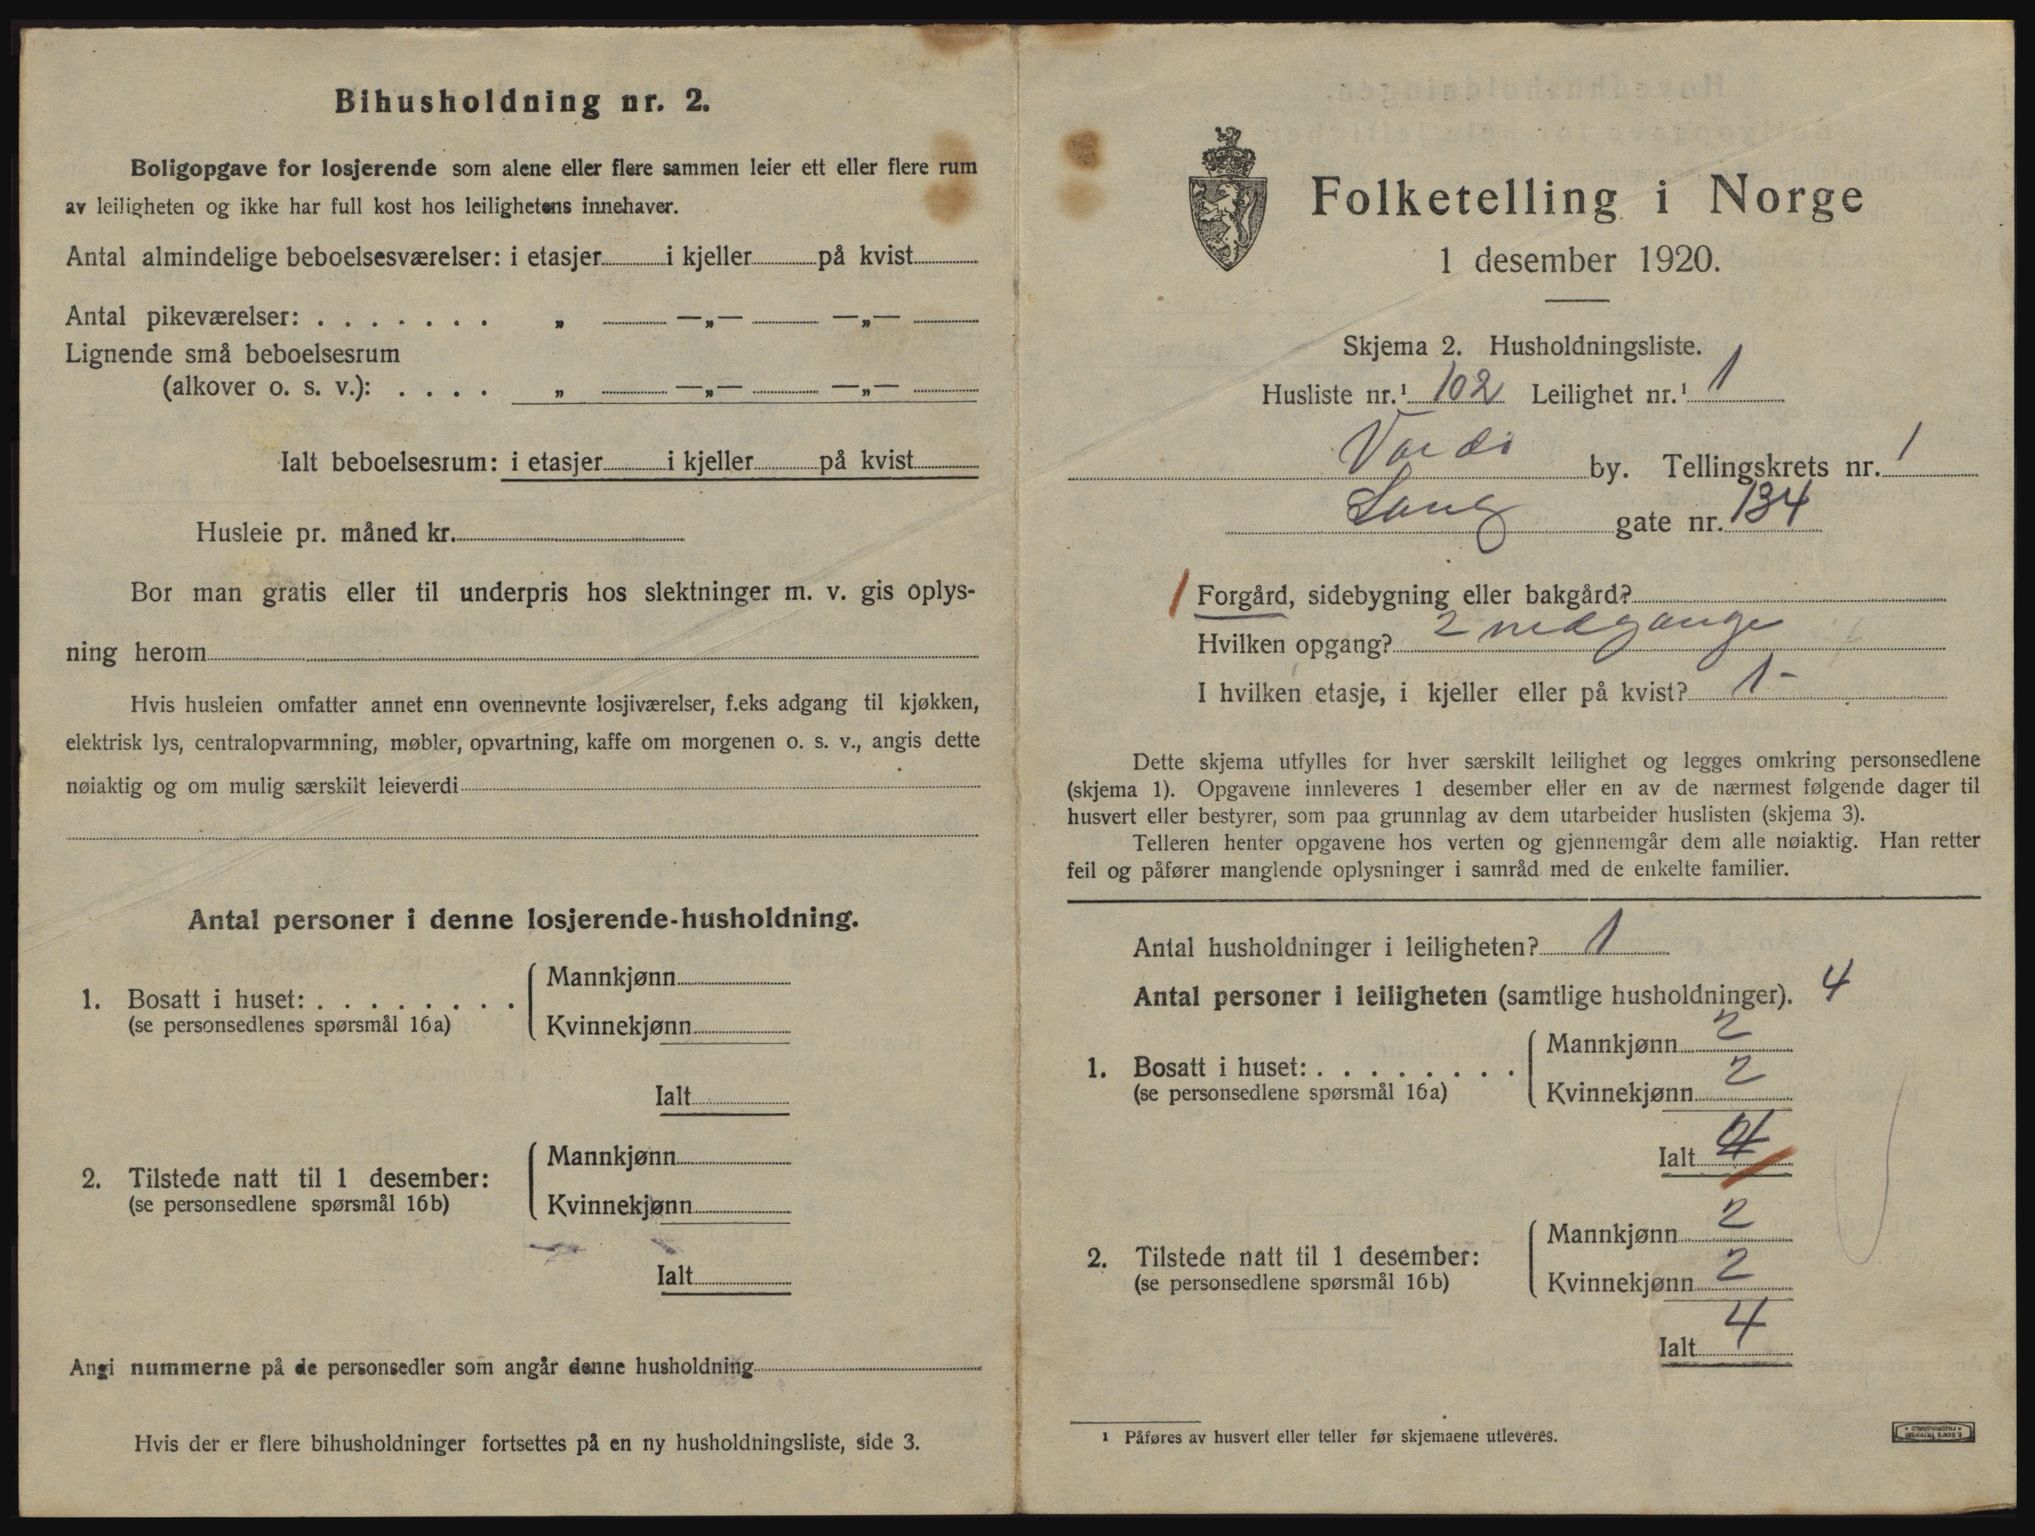 Bihusholdning nr. 2.
Boligopgave for losjerende som alene eller flere sammen leier ett eller flere rum
av leiligheten og ikke har full kost hos leilighetens innehaver.
Antal almindelige beboelsesværelser: i etasjer i kjeller på kvist
Antal pikeværelser: . . . . . . . „ —„— —„—
Lignende små beboelsesrum
(alkover o. s. v.): . . . . „ —„— —„—
Ialt beboelsesrum: i etasjer i kjeller på kvist
Husleie pr. måned kr.
Bor man gratis eller til underpris hos slektninger m. v. gis oplys-
ning herom
Hvis husleien omfatter annet enn ovennevnte losjiværelser, f.eks adgang til kjøkken,
elektrisk lys, centralopvarmning, møbler, opvartning, kaffe om morgenen o. s. v., angis dette
nøiaktig og om mulig særskilt leieverdi
Antal personer i denne losjerende-husholdning.
1. Bosatt i huset: . . . . . . . .
(se personsedlenes spørsmål 16a)
Mannkjønn
Kvinnekjønn
Ialt
2. Tilstede natt til 1 desember:
(se personsedlene spørsmål 16b)
Mannkjønn
Kvinnekjønn
Ialt
Angi nummerne på de personsedler som angår denne husholdning
Hvis der er flere bihusholdninger fortsettes på en ny husholdningsliste, side 3.
Folketelling i Norge
1 desember 1920.
Skjema 2. Husholdningsliste.
Husliste nr.¹ 102 Leilighet nr.¹ 1
Vardø by. Tellingskrets nr. 1
Lang gate nr. 134
Forgård, sidebygning eller bakgård?
Hvilken opgang? 2 nedgange
I hvilken etasje, i kjeller eller på kvist? 1-
Dette skjema utfylles for hver særskilt leilighet og legges omkring personsedlene
(skjema 1). Opgavene innleveres 1 desember eller en av de nærmest følgende dager til
husvert eller bestyrer, som paa grunnlag av dem utarbeider huslisten (skjema 3).
Telleren henter opgavene hos verten og gjennemgår dem alle nøiaktig. Han retter
feil og påfører manglende oplysninger i samråd med de enkelte familier.
Antal husholdninger i leiligheten? 1
Antal personer i leiligheten (samtlige husholdninger). 4
1. Bosatt i huset: . . . . . . . .
(se personsedlene spørsmål 16a)
Mannkjønn 2
Kvinnekjønn 2
Ialt 4
2. Tilstede natt til 1 desember:
(se personsedlene spørsmål 16b)
Mannkjønn 2
Kvinnekjønn 2
Ialt 4
¹ Påføres av husvert eller teller før skjemaene utleveres.